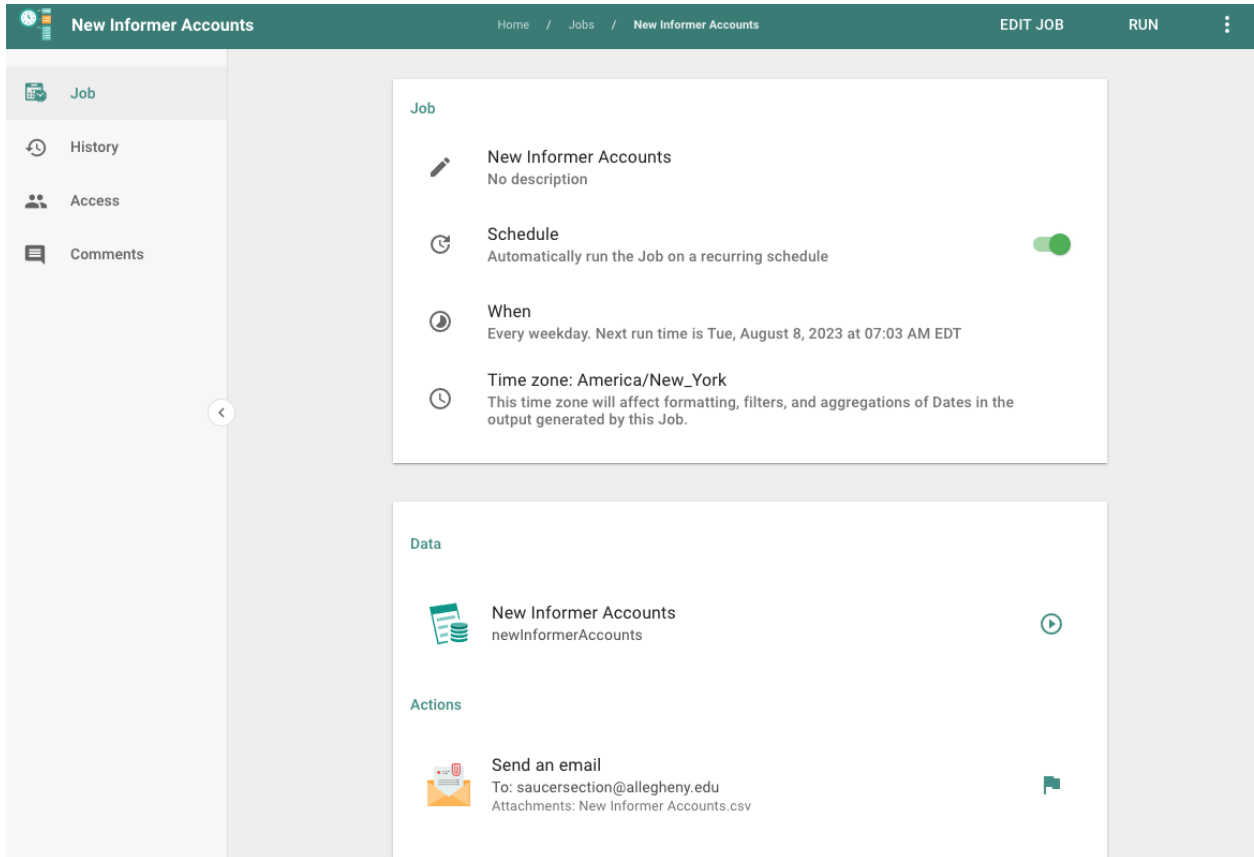 New Informer Accounts
Home / Jobs / New Informer Accounts
EDIT JOB
RUN
Job
History
Access
Comments
Job
New Informer Accounts
No description
Schedule
Automatically run the Job on a recurring schedule
When
Every weekday. Next run time is Tue, August 8, 2023 at 07:03 AM EDT
Time zone: America/New_York
This time zone will affect formatting, filters, and aggregations of Dates in the
output generated by this Job.
Data
New Informer Accounts
newInformerAccounts
Actions
Send an email
To: saucersection@allegheny.edu
Attachments: New Informer Accounts.csv